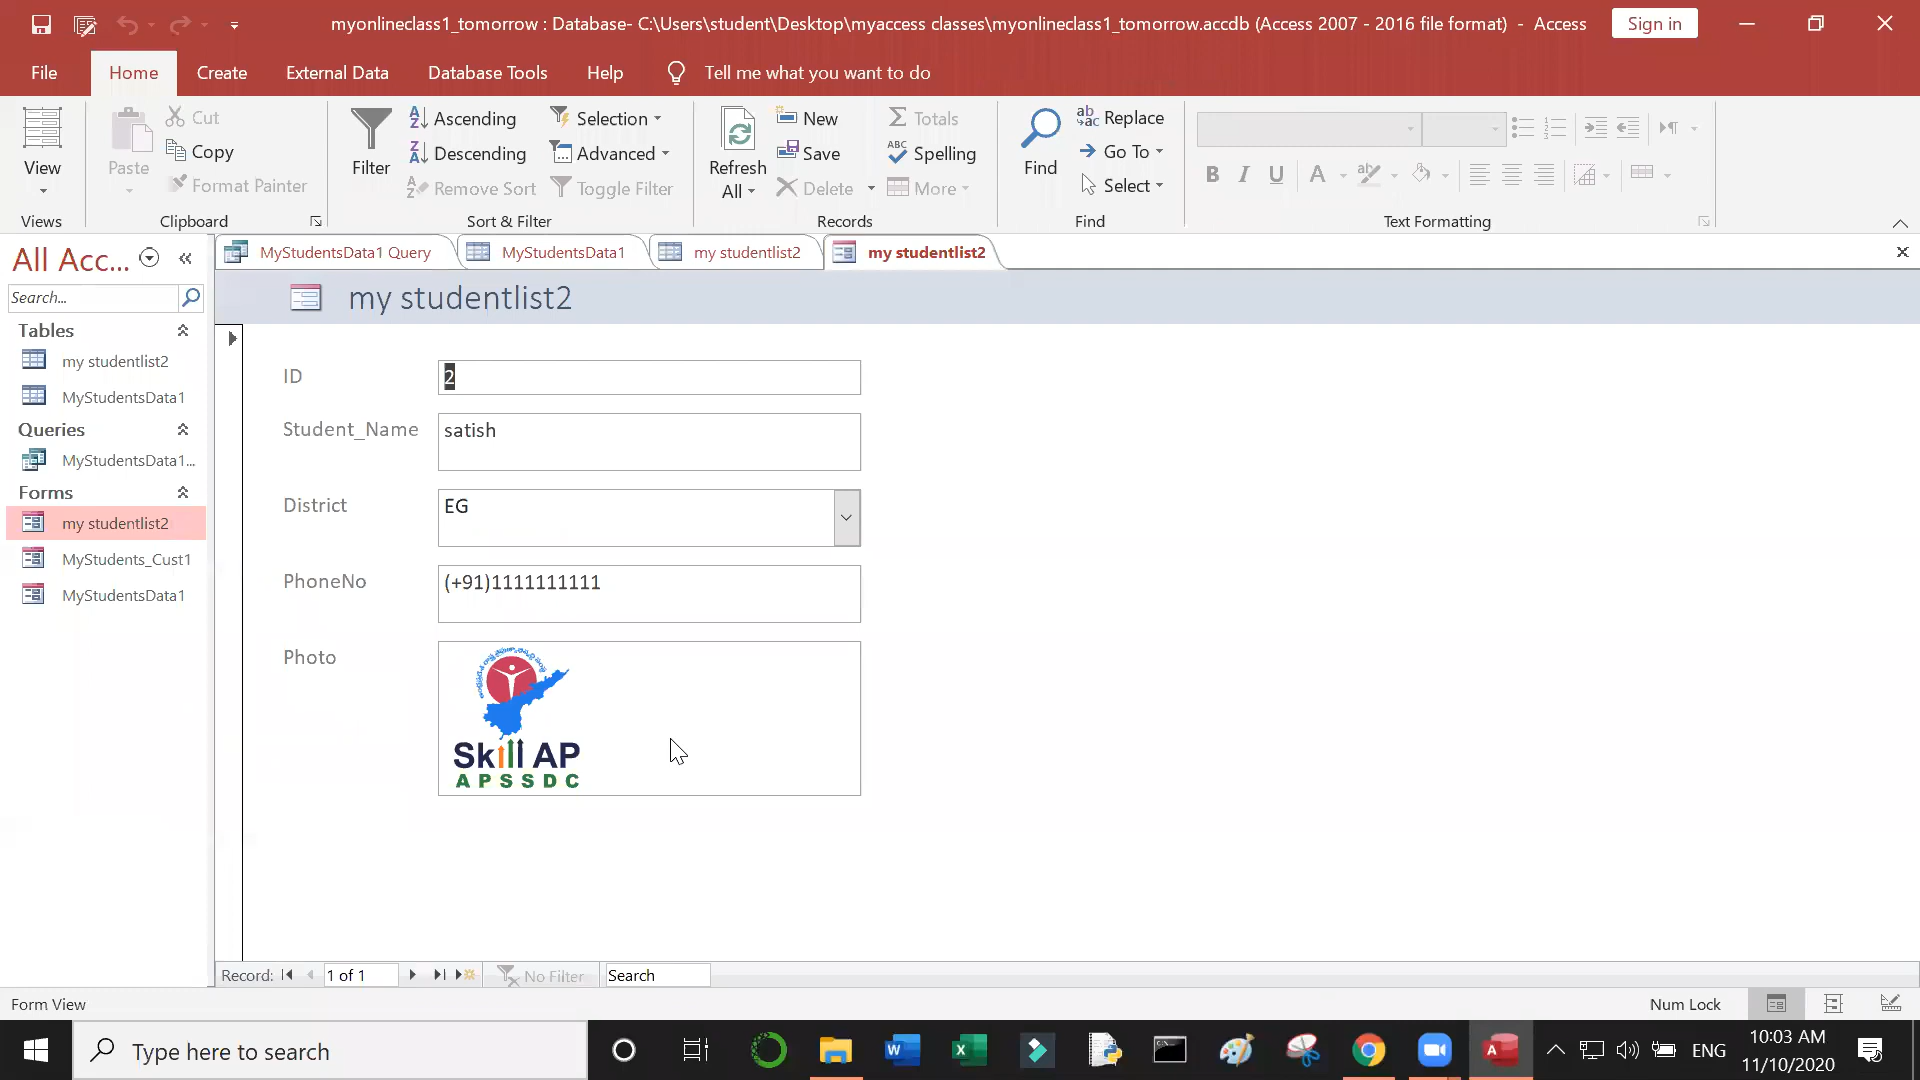 myonlineclass1_tomorrow : Database- C:\Users\student\Desktop\myaccess classes\myonlineclass1_tomorrow.accdb (Access 2007 - 2016 file format) - Access
Sign in
File
Home
Create
External Data
Database Tools
Help
Tell me what you want to do
View
Views
Paste
Cut
Copy
Format Painter
Clipboard
Filter
Ascending
Descending
Remove Sort
Selection
Advanced
Toggle Filter
Sort & Filter
Refresh
All
New
Save
Delete
Totals
Spelling
More
Records
Find
Replace
Go To
Select
Find
B I U A
Text Formatting
All Acc...
Search...
Tables
my studentlist2
MyStudentsData1
Queries
MyStudentsData1...
Forms
my studentlist2
MyStudents_Cust1
MyStudentsData1
MyStudentsData1 Query
MyStudentsData1
my studentlist2
my studentlist2
my studentlist2
ID
2
Student_Name
satish
District
EG
PhoneNo
(+91)1111111111
Photo
Skill AP
APSSDC
Record:
1 of 1
No Filter
Search
Form View
Num Lock
Type here to search
ENG
10:03 AM
11/10/2020